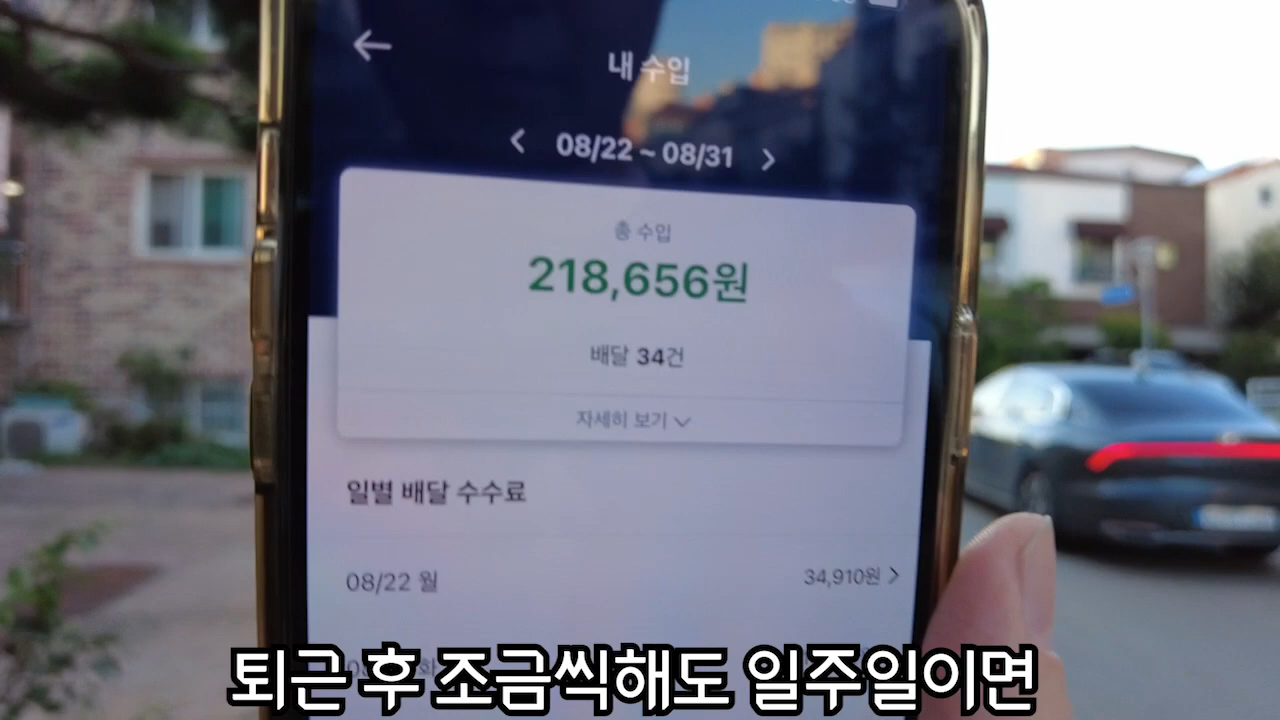 내 수입
08/22 ~ 08/31
총 수입
218,656원
배달 34건
자세히 보기
일별 배달 수수료
08/22 월
34,910원
퇴근 후 조금씩해도 일주일이면